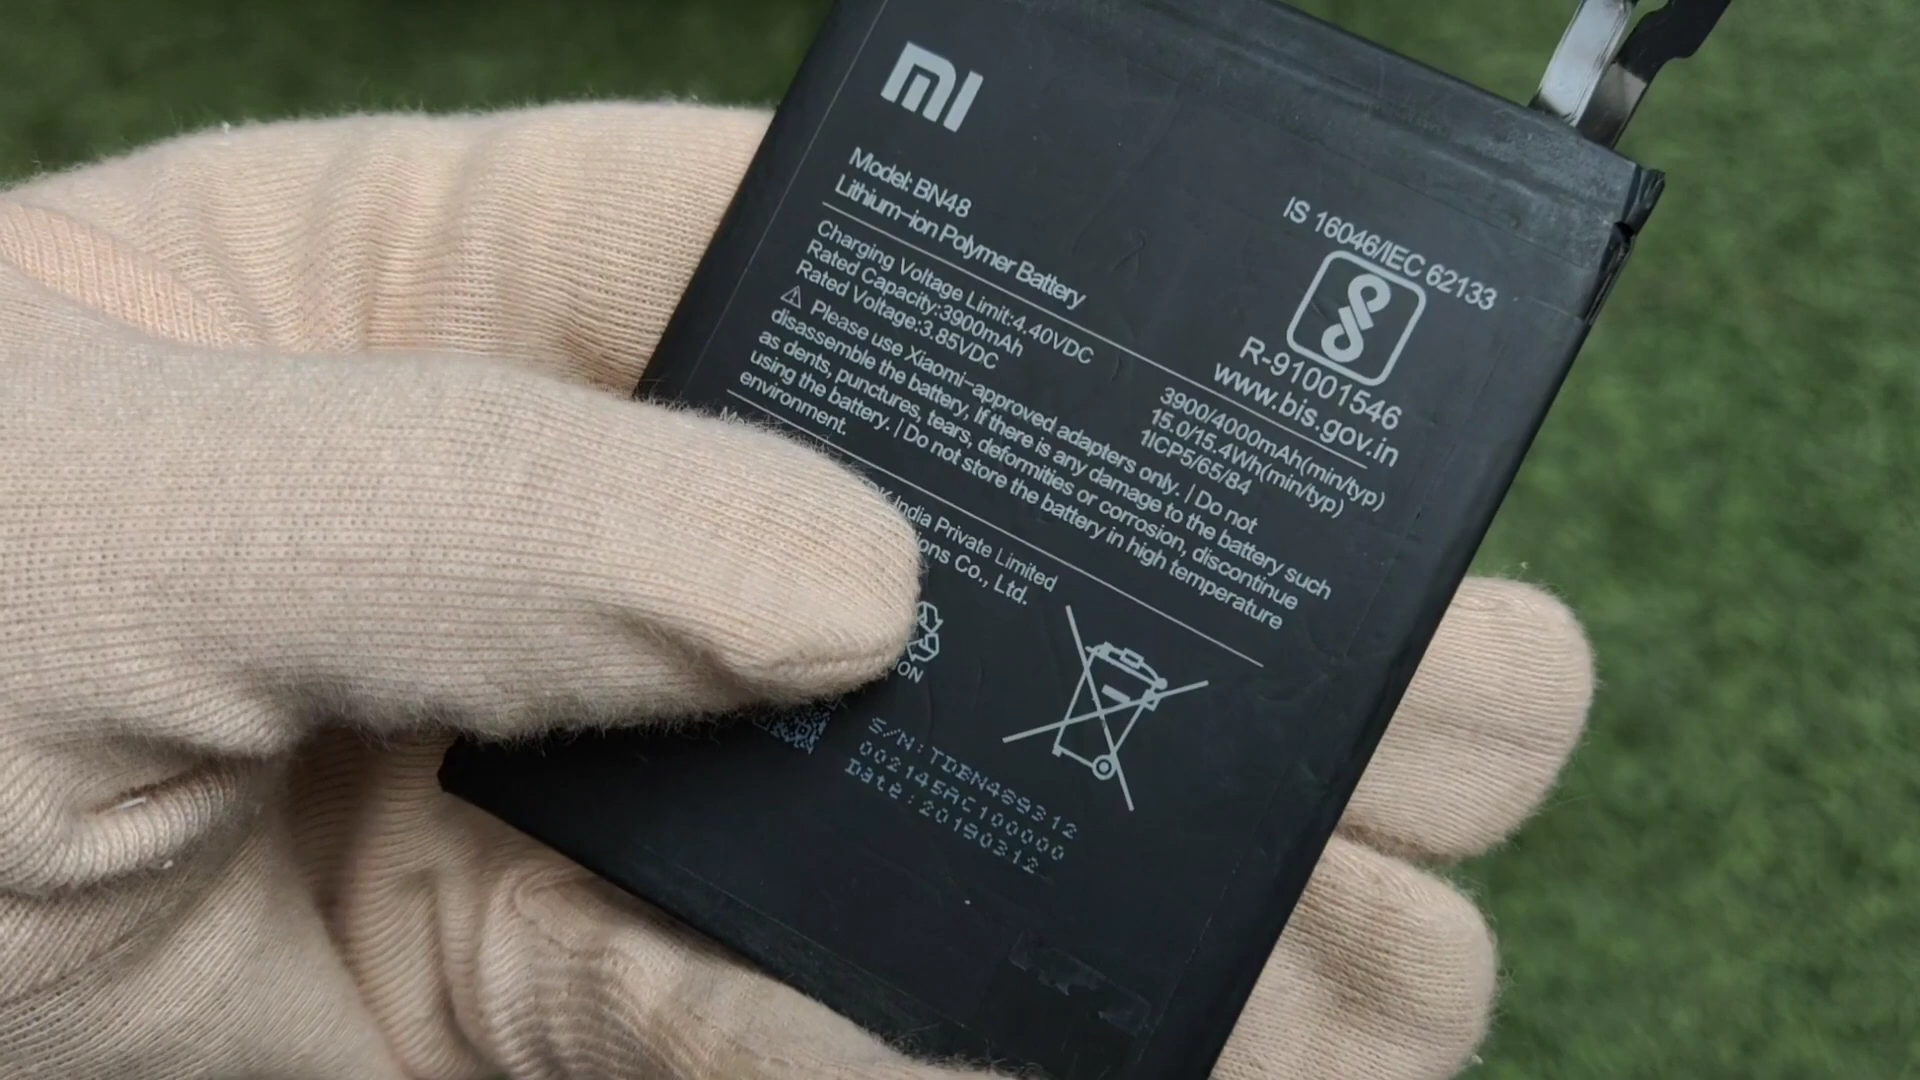 MI
Model: BN48
Lithium-ion Polymer Battery
IS 16046/IEC 62133
R-91001546
www.bis.gov.in
Charging Voltage Limit:4.40VDC
Rated Capacity:3900mAh
Rated Voltage:3.85VDC
3900/4000mAh(min/typ)
15.0/15.4Wh(min/typ)
1ICP5/65/84
⚠ Please use Xiaomi-approved adapters only. | Do not
disassemble the battery, If there is any damage to the battery such
as dents, punctures, tears, deformities or corrosion, discontinue
using the battery. | Do not store the battery in high temperature
environment.
India Private Limited
Co., Ltd.
S/N:TDBN489312
002145AC100000
Date:20190312